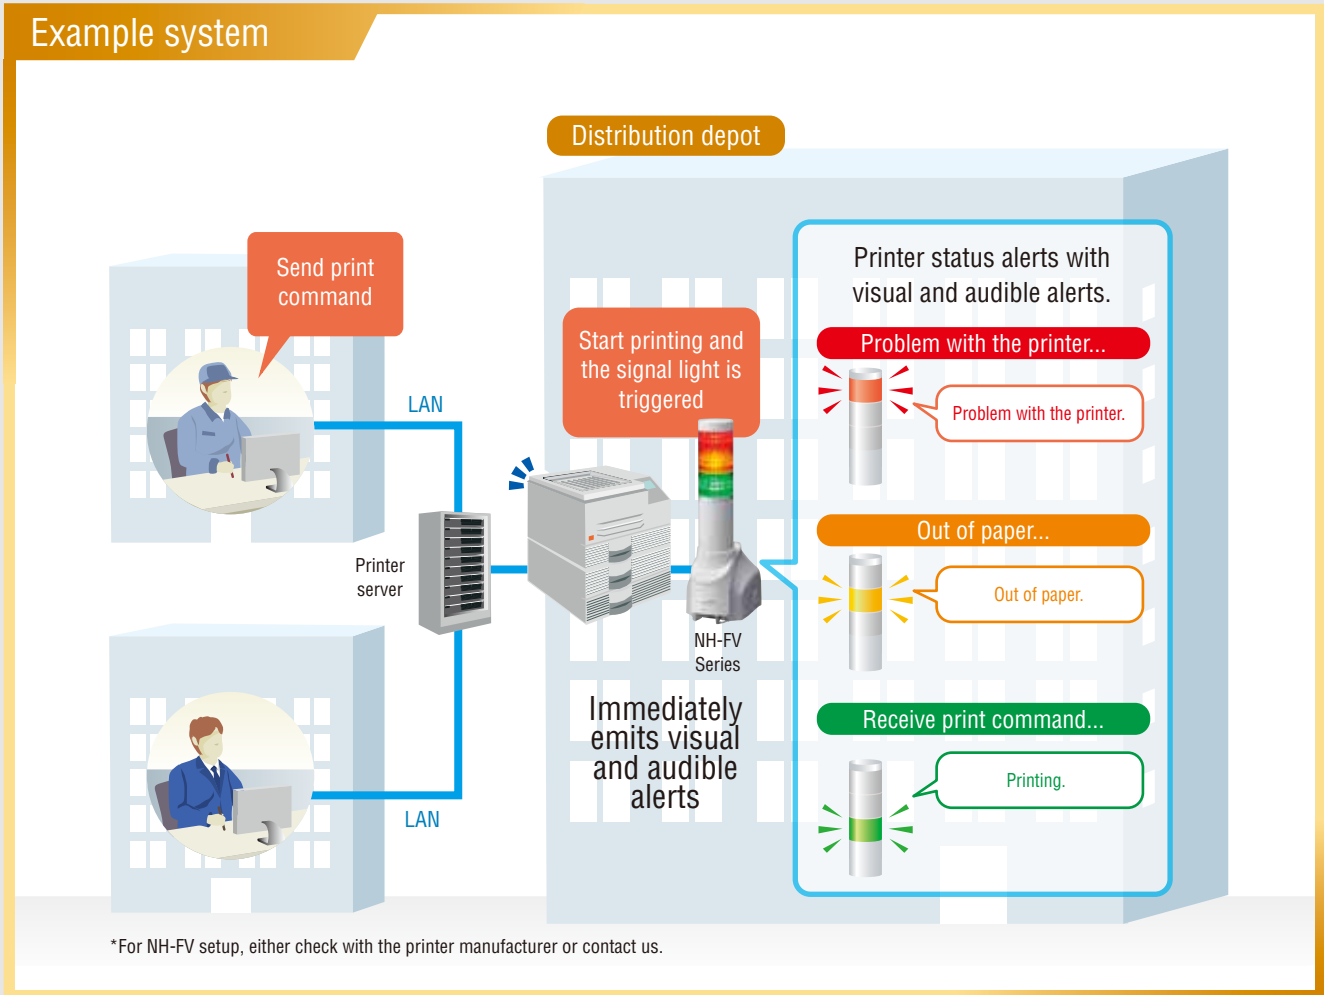 Example system
Distribution depot
Send print
command
Start printing and
the signal light is
triggered
LAN
Printer
server
LAN
NH-FV
Series
Immediately
emits visual
and audible
alerts
Printer status alerts with
visual and audible alerts.
Problem with the printer...
Problem with the printer.
Out of paper...
Out of paper.
Receive print command...
Printing.
*For NH-FV setup, either check with the printer manufacturer or contact us.